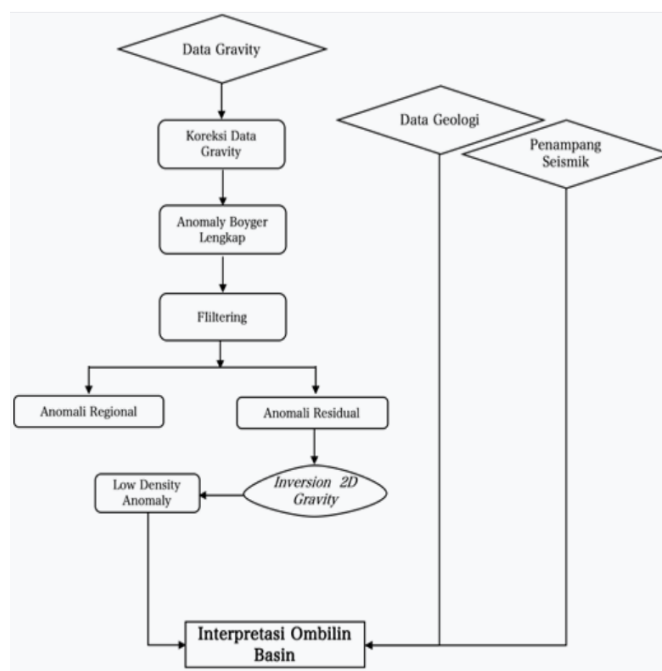 Data Gravity
Koreksi Data
Gravity
Anomaly Boyger
Lengkap
Fliltering
Anomali Regional
Anomali Residual
Inversion 2D
Gravity
Low Density
Anomaly
Data Geologi
Penampang
Seismik
Interpretasi Ombilin
Basin